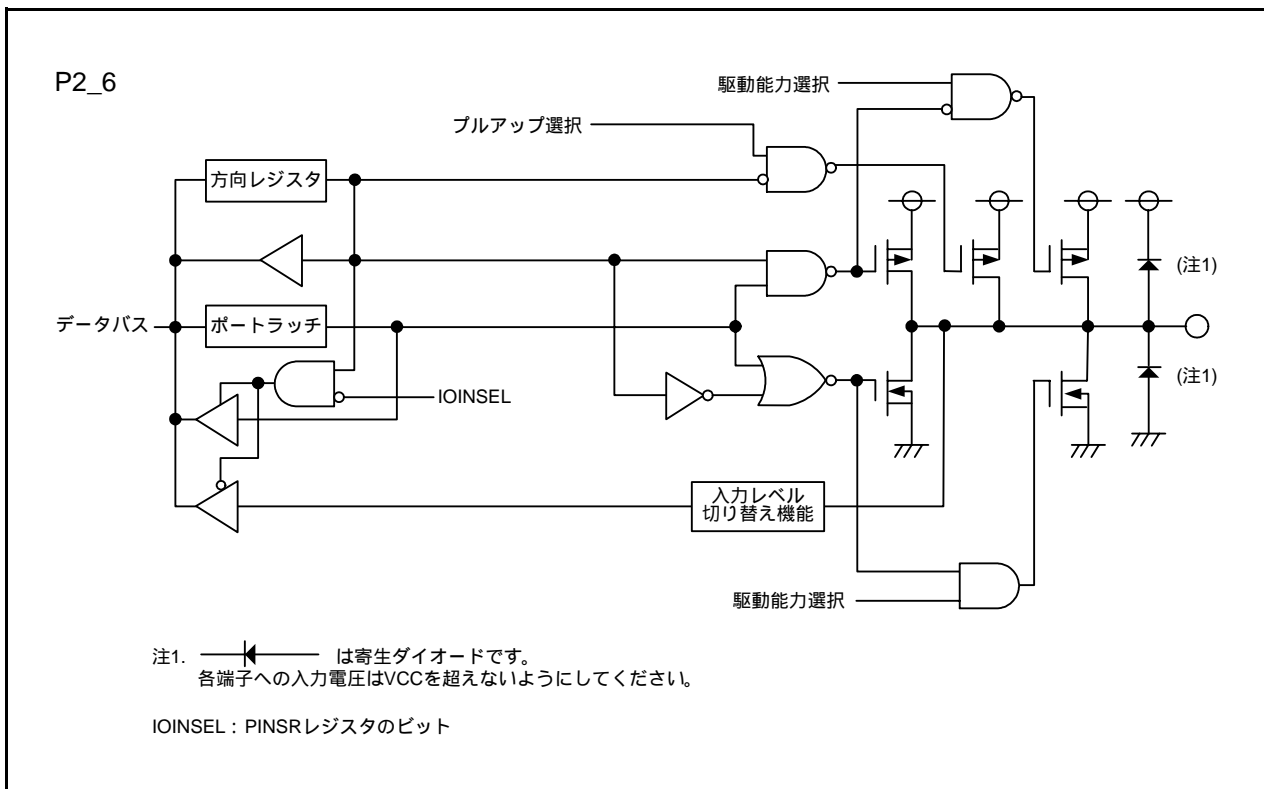 P2_6
駆動能力選択
プルアップ選択
方向レジスタ
(注1)
データバス
ポートラッチ
(注1)
IOINSEL
入力レベル
切り替え機能
駆動能力選択
注1. は寄生ダイオードです。
各端子への入力電圧はVCCを超えないようにしてください。
IOINSEL：PINSRレジスタのビット